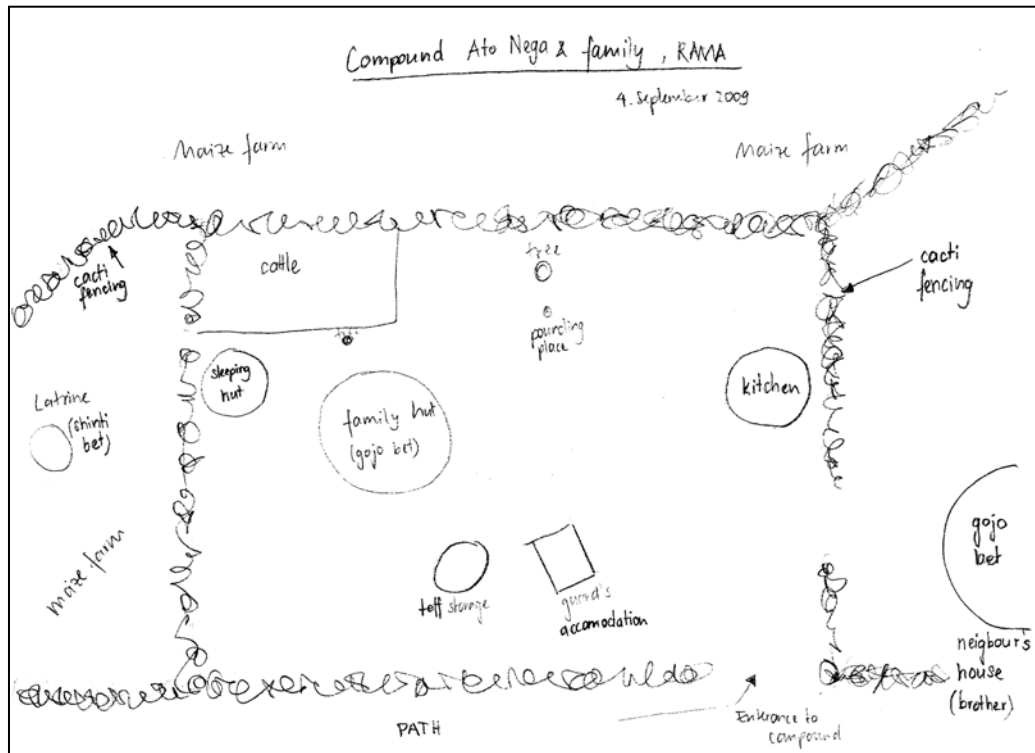 Compound Ato Nega & family, RAMA
4. September 2009
Maize farm
Maize farm
cacti
fencing
cattle
tree
cacti
fencing
tree
pounding
place
sleeping
hut
kitchen
Latrine
(shinti
bet)
family hut
(gojo bet)
gojo
bet
maize farm
teff storage
guard's
accomodation
neigbour's
house
(brother)
Entrance to
compound
PATH